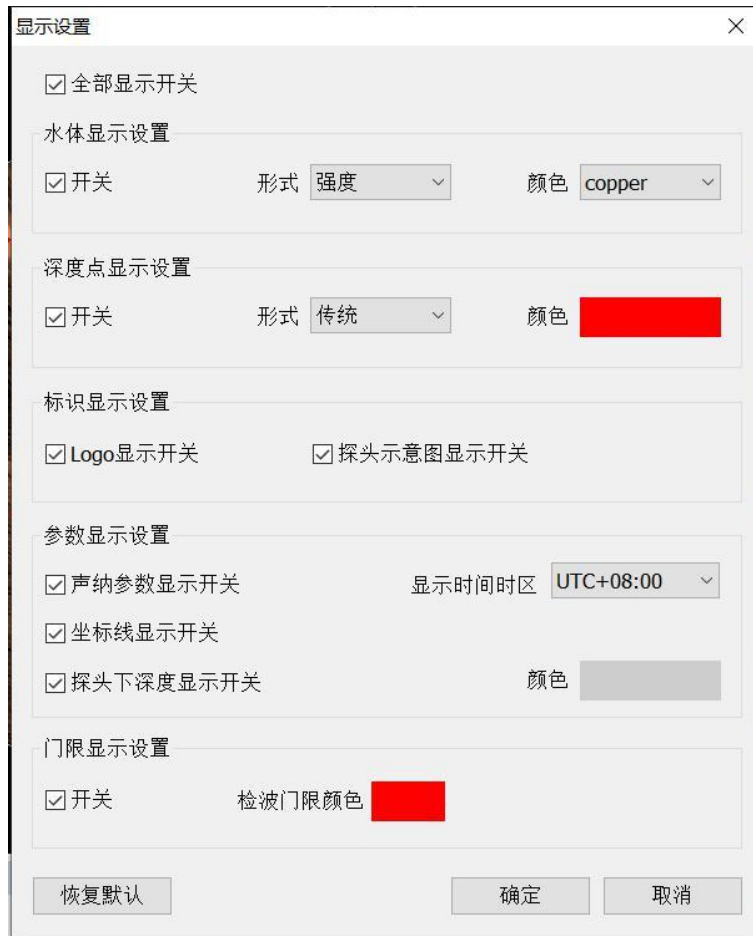 显示设置
全部显示开关
水体显示设置
开关 形式 强度 颜色 copper
深度点显示设置
开关 形式 传统 颜色
标识显示设置
Logo显示开关 探头示意图显示开关
参数显示设置
声纳参数显示开关 显示时间时区 UTC+08:00
坐标线显示开关
探头下深度显示开关 颜色
门限显示设置
开关 检波门限颜色
恢复默认 确定 取消